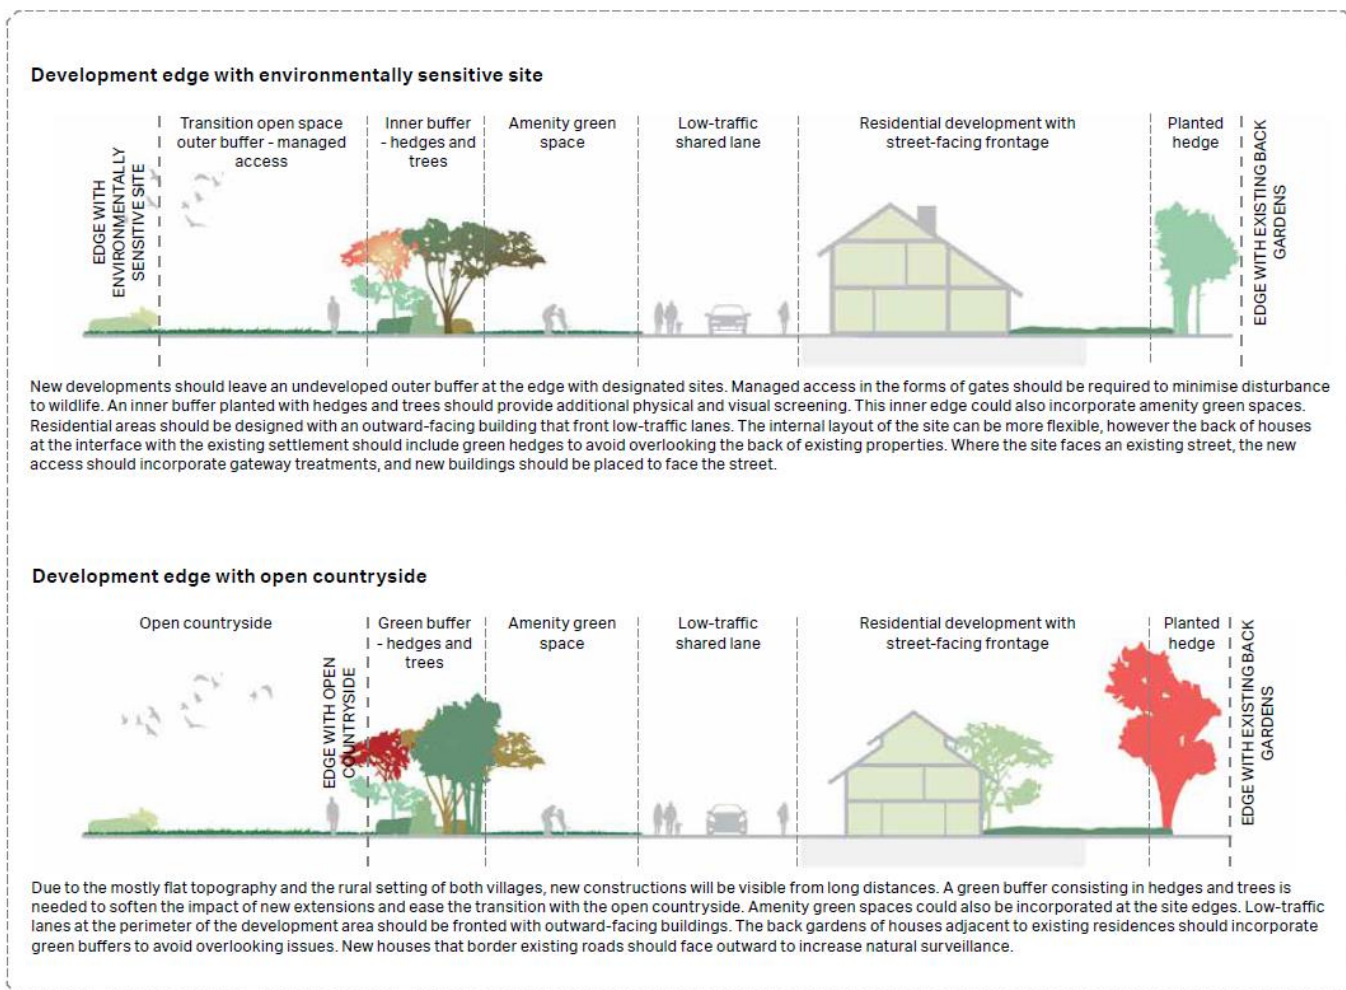 Development edge with environmentally sensitive site
Transition open space
outer buffer - managed
access
Inner buffer
- hedges and
trees
Amenity green
space
Low-traffic
shared lane
Residential development with
street-facing frontage
Planted
hedge
EDGE WITH
ENVIRONMENTALLY
SENSITIVE SITE
EDGE WITH EXISTING BACK
GARDENS
New developments should leave an undeveloped outer buffer at the edge with designated sites. Managed access in the forms of gates should be required to minimise disturbance
to wildlife. An inner buffer planted with hedges and trees should provide additional physical and visual screening. This inner edge could also incorporate amenity green spaces.
Residential areas should be designed with an outward-facing building that front low-traffic lanes. The internal layout of the site can be more flexible, however the back of houses
at the interface with the existing settlement should include green hedges to avoid overlooking the back of existing properties. Where the site faces an existing street, the new
access should incorporate gateway treatments, and new buildings should be placed to face the street.
Development edge with open countryside
Open countryside
Green buffer
- hedges and
trees
Amenity green
space
Low-traffic
shared lane
Residential development with
street-facing frontage
Planted
hedge
EDGE WITH OPEN
COUNTRYSIDE
EDGE WITH EXISTING BACK
GARDENS
Due to the mostly flat topography and the rural setting of both villages, new constructions will be visible from long distances. A green buffer consisting in hedges and trees is
needed to soften the impact of new extensions and ease the transition with the open countryside. Amenity green spaces could also be incorporated at the site edges. Low-traffic
lanes at the perimeter of the development area should be fronted with outward-facing buildings. The back gardens of houses adjacent to existing residences should incorporate
green buffers to avoid overlooking issues. New houses that border existing roads should face outward to increase natural surveillance.